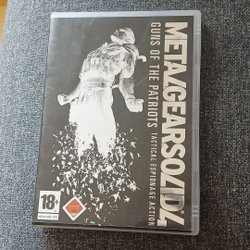 METAL GEAR SOLID 4
GUNS OF THE PATRIOTS
TACTICAL ESPIONAGE ACTION
18+